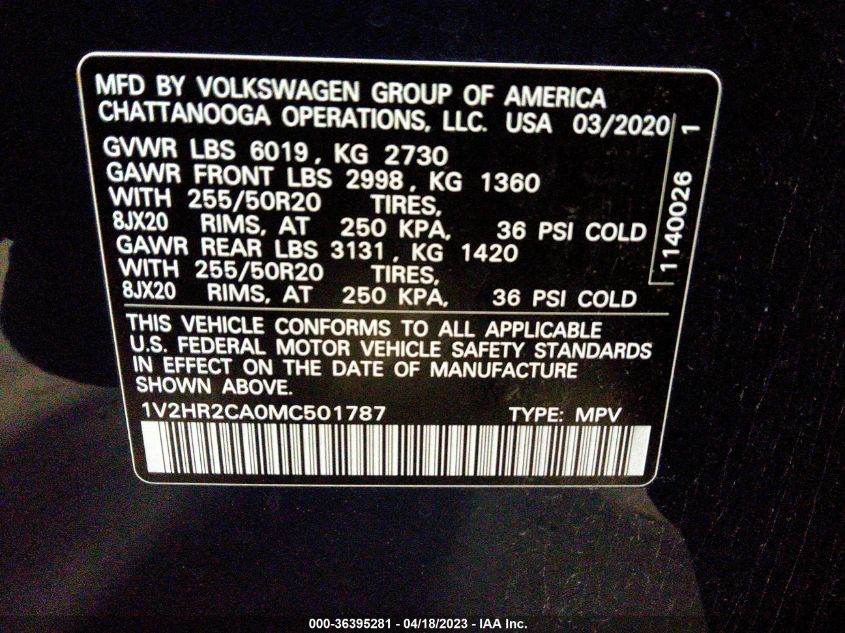 MFD BY VOLKSWAGEN GROUP OF AMERICA
CHATTANOOGA OPERATIONS, LLC. USA 03/2020
GVWR LBS 6019, KG 2730
GAWR FRONT LBS 2998, KG 1360
WITH 255/50R20 TIRES,
8JX20 RIMS, AT 250 KPA, 36 PSI COLD
GAWR REAR LBS 3131, KG 1420
WITH 255/50R20 TIRES,
8JX20 RIMS, AT 250 KPA, 36 PSI COLD
1140026 1
THIS VEHICLE CONFORMS TO ALL APPLICABLE
U.S. FEDERAL MOTOR VEHICLE SAFETY STANDARDS
IN EFFECT ON THE DATE OF MANUFACTURE
SHOWN ABOVE.
1V2HR2CA0MC501787 TYPE: MPV
000-36395281 - 04/18/2023 - IAA Inc.